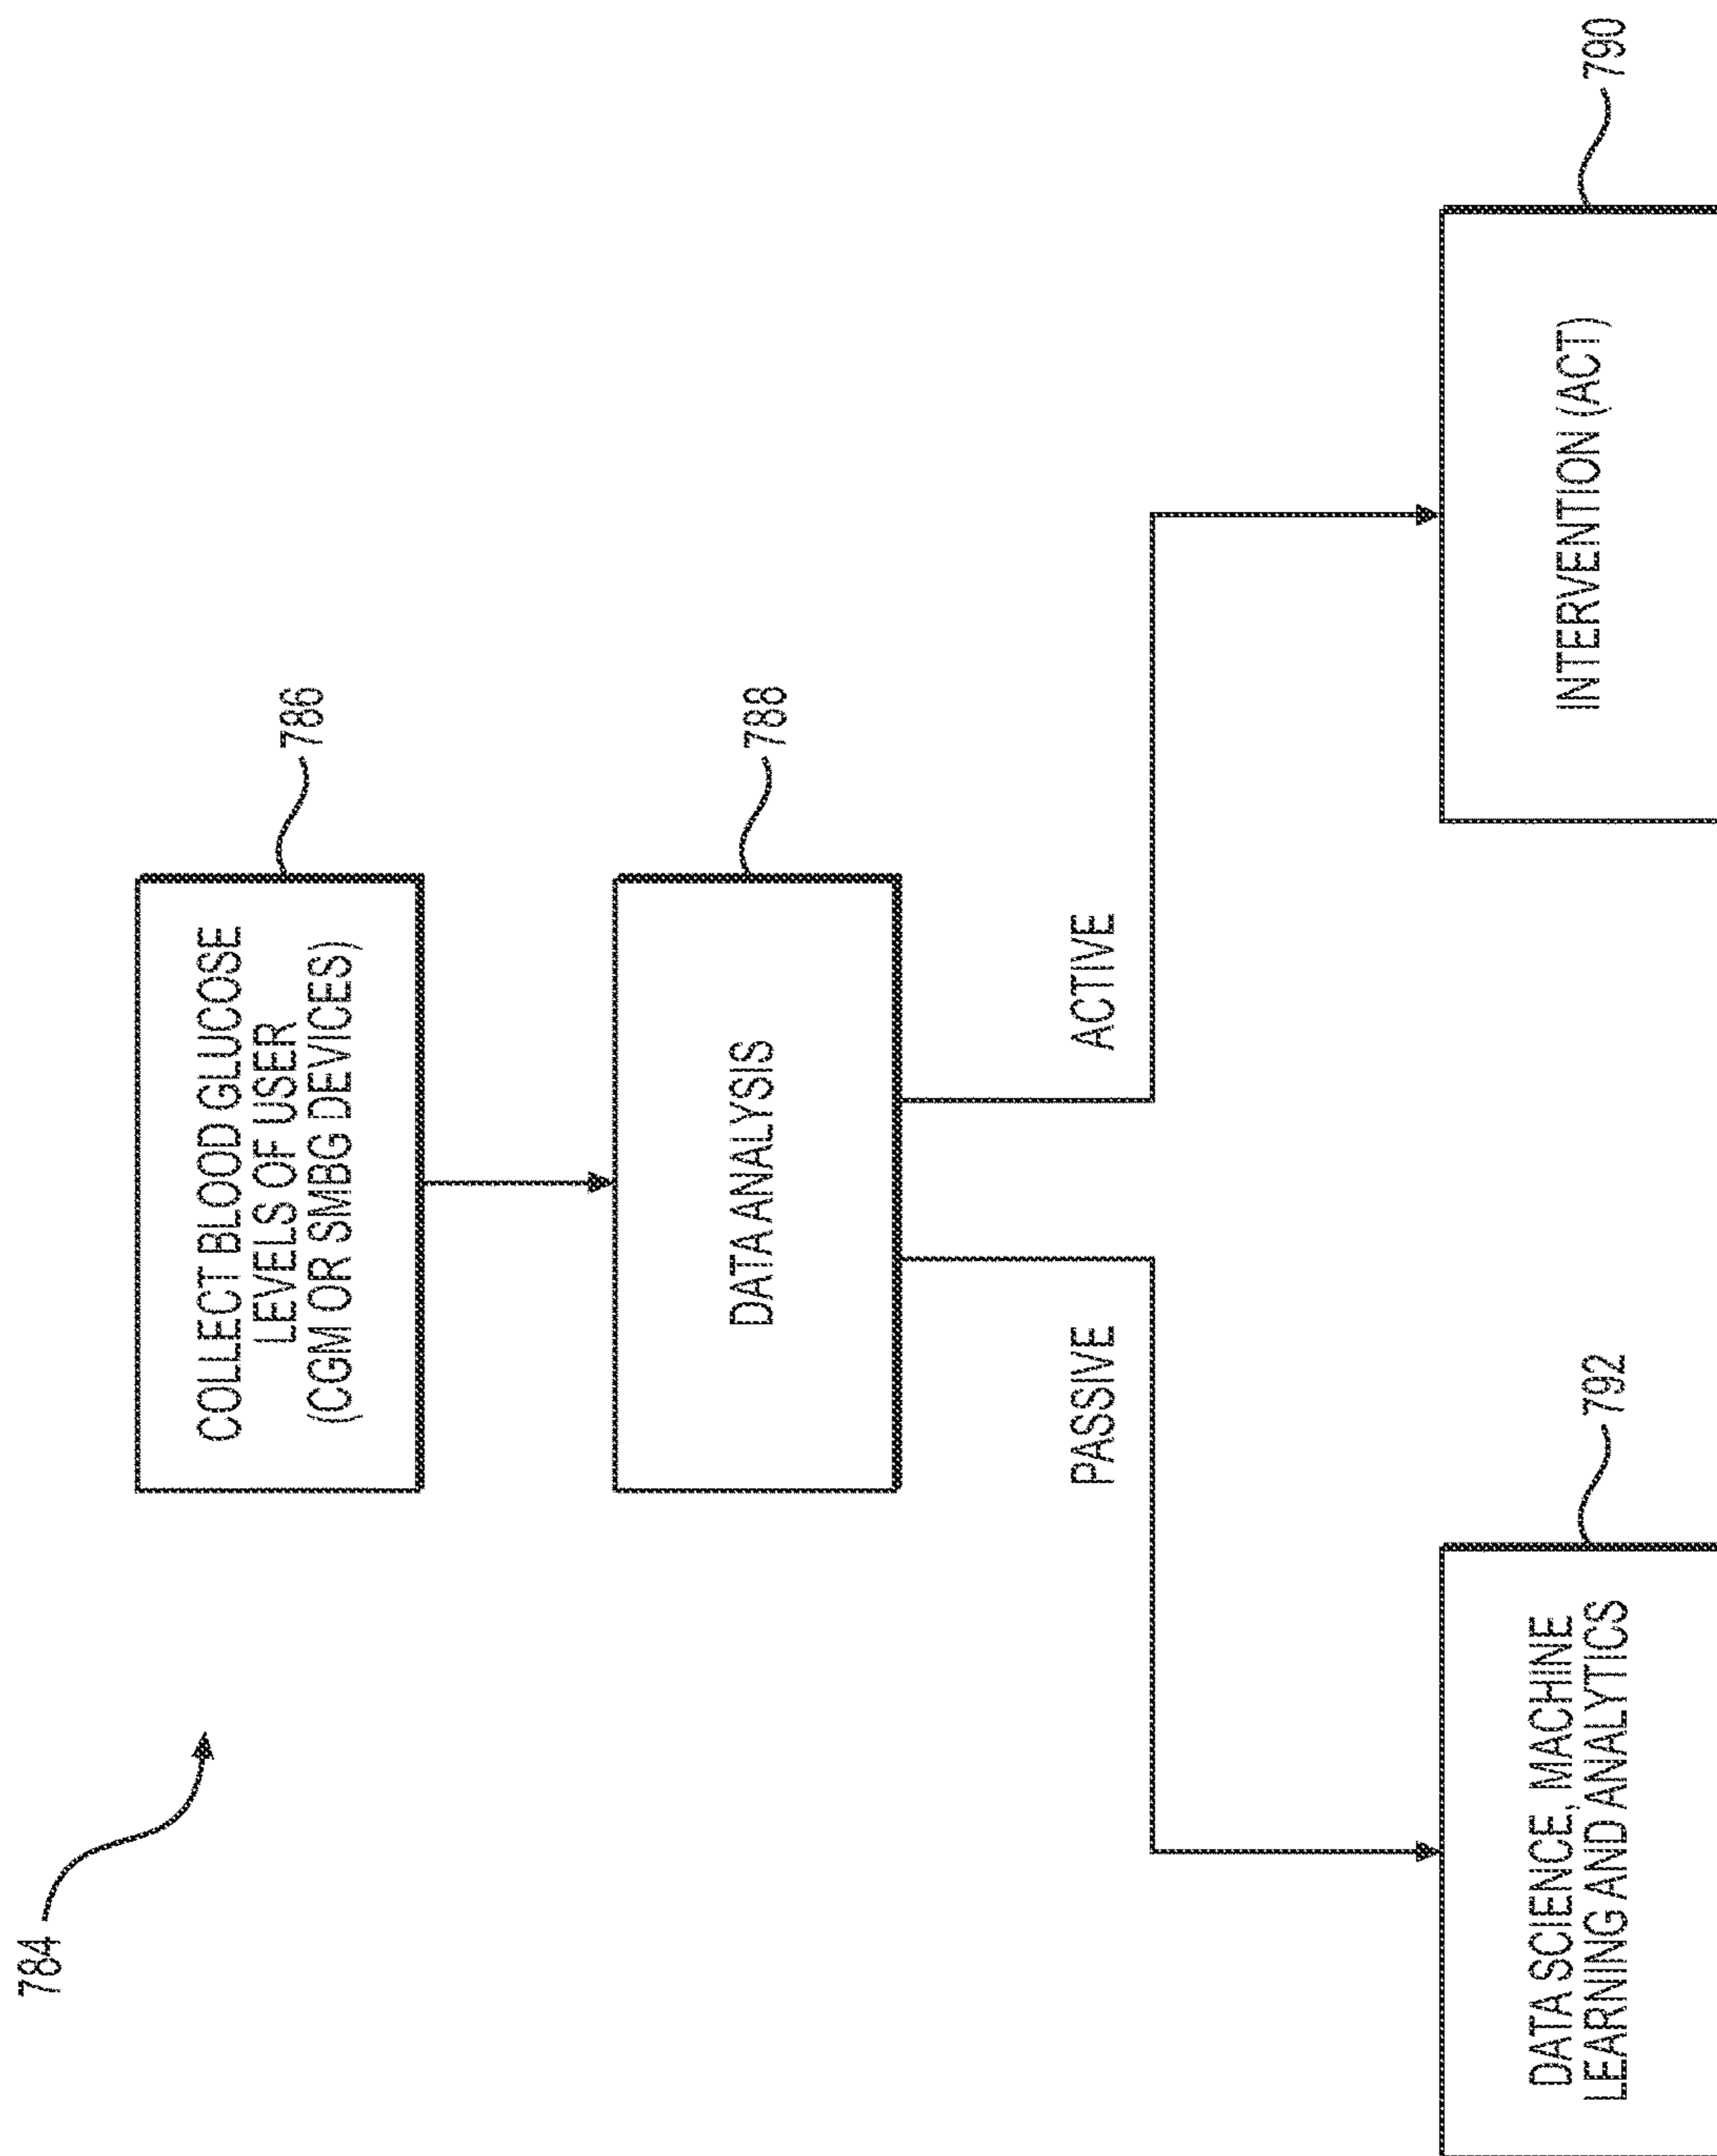 784
COLLECT BLOOD GLUCOSE
LEVELS OF USER
(CGM OR SMBG DEVICES)
786
DATA ANALYSIS
788
PASSIVE
ACTIVE
DATA SCIENCE, MACHINE
LEARNING AND ANALYTICS
792
INTERVENTION (ACT)
790